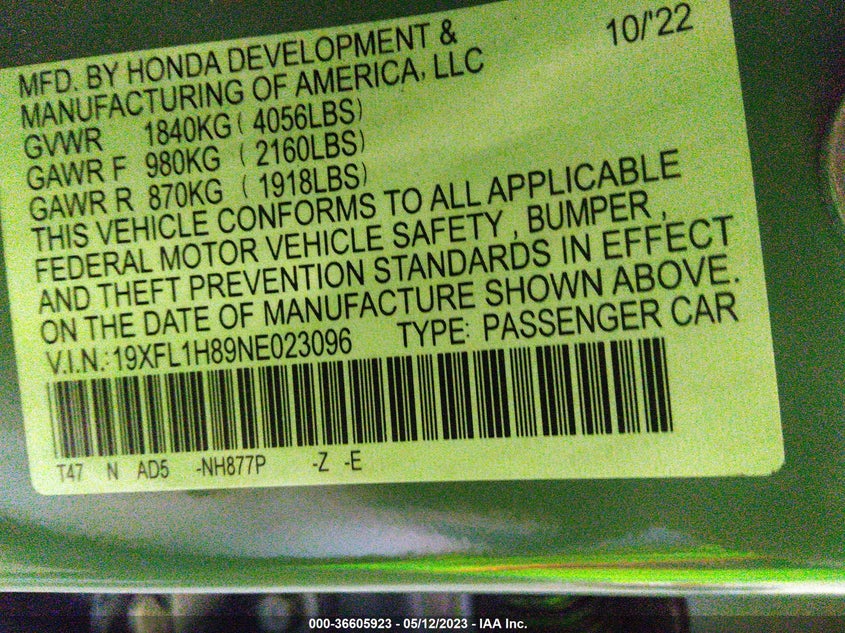 10/'22
MFD. BY HONDA DEVELOPMENT &
MANUFACTURING OF AMERICA, LLC
GVWR 1840KG ( 4056LBS)
GAWR F 980KG ( 2160LBS)
GAWR R 870KG ( 1918LBS)
THIS VEHICLE CONFORMS TO ALL APPLICABLE
FEDERAL MOTOR VEHICLE SAFETY , BUMPER ,
AND THEFT PREVENTION STANDARDS IN EFFECT
ON THE DATE OF MANUFACTURE SHOWN ABOVE.
V.I.N.:19XFL1H89NE023096 TYPE: PASSENGER CAR
T47 N AD5 -NH877P -Z -E
000-36605923 - 05/12/2023 - IAA Inc.